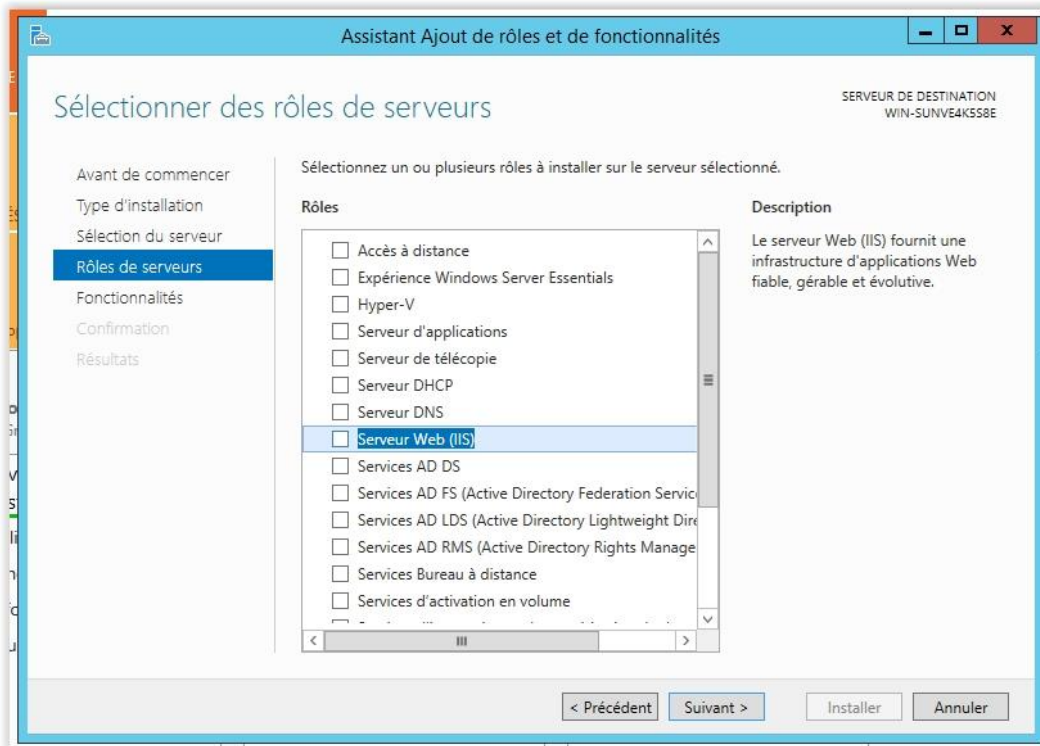 Assistant Ajout de rôles et de fonctionnalités
Sélectionner des rôles de serveurs
SERVEUR DE DESTINATION
WIN-SUNVE4K5S8E
Avant de commencer
Type d'installation
Sélection du serveur
Rôles de serveurs
Fonctionnalités
Confirmation
Résultats
Sélectionnez un ou plusieurs rôles à installer sur le serveur sélectionné.
Rôles
Accès à distance
Expérience Windows Server Essentials
Hyper-V
Serveur d'applications
Serveur de télécopie
Serveur DHCP
Serveur DNS
Serveur Web (IIS)
Services AD DS
Services AD FS (Active Directory Federation Servic
Services AD LDS (Active Directory Lightweight Dire
Services AD RMS (Active Directory Rights Manage
Services Bureau à distance
Services d'activation en volume
Description
Le serveur Web (IIS) fournit une
infrastructure d'applications Web
fiable, gérable et évolutive.
< Précédent
Suivant >
Installer
Annuler